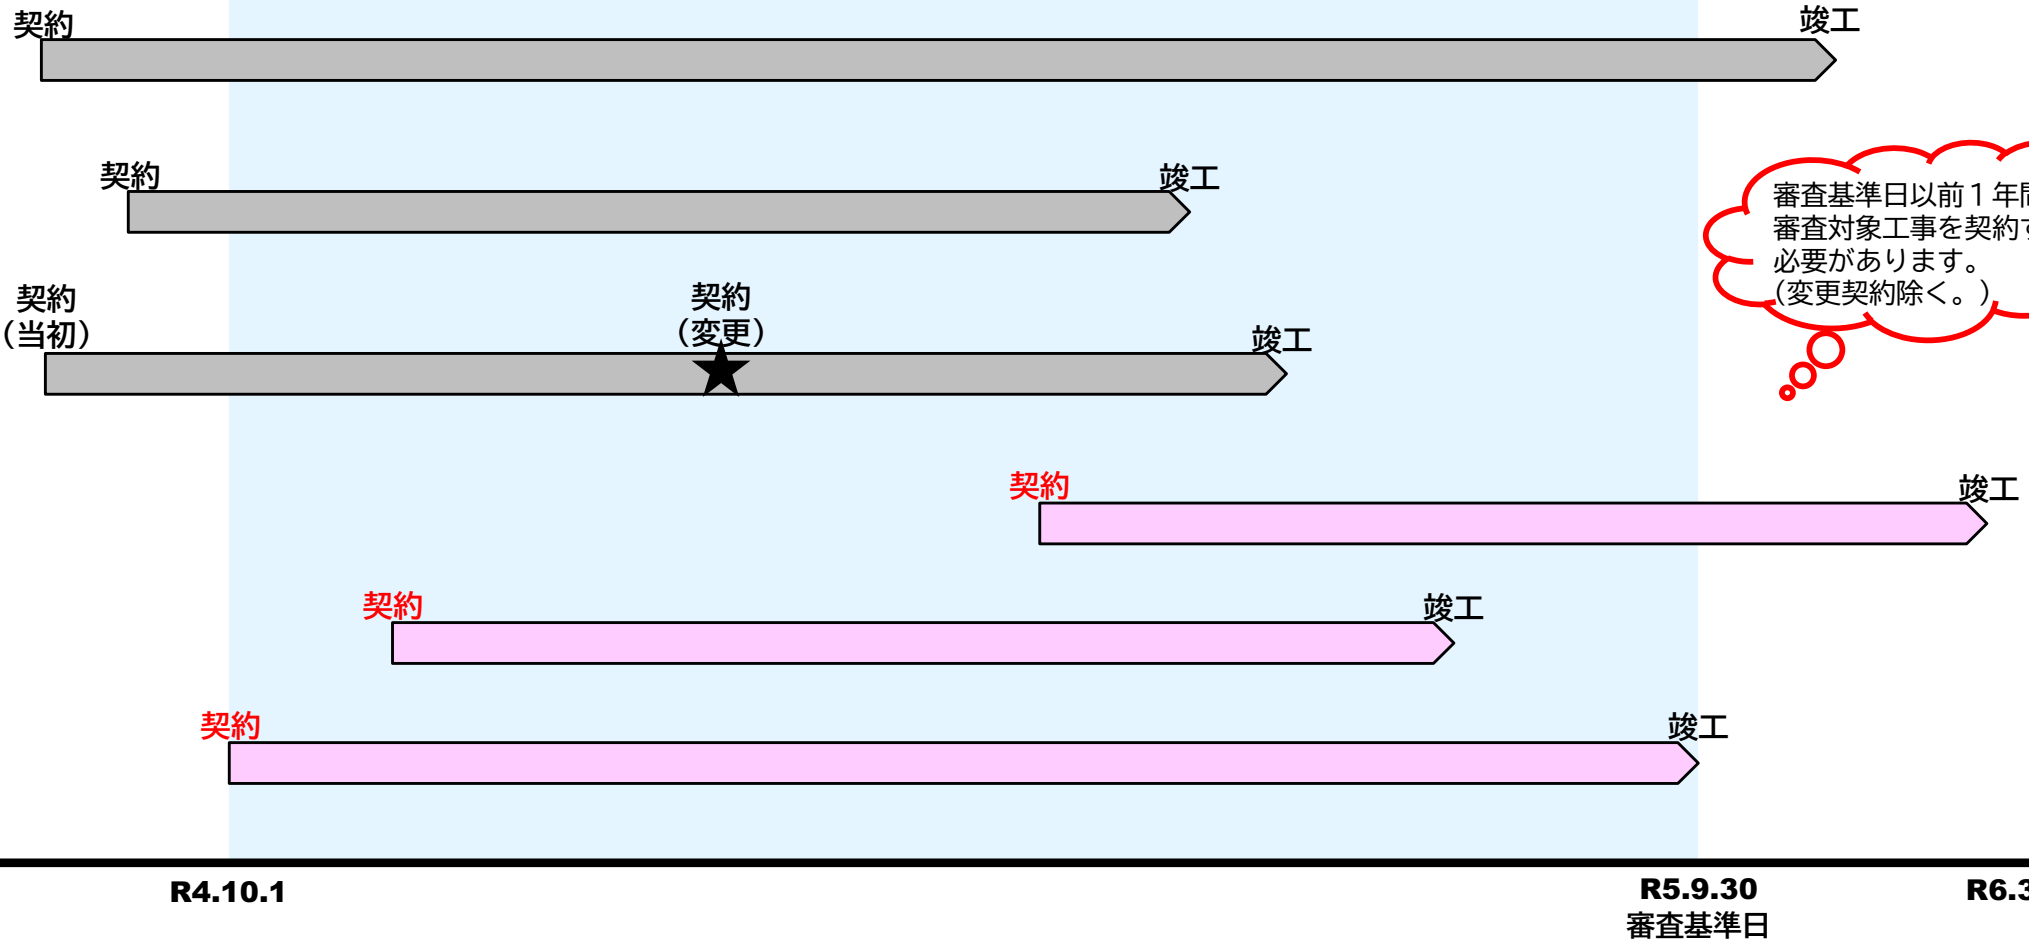 契約
竣工
契約
竣工
審査基準日以前１年
審査対象工事を契約
必要があります。
（変更契約除く。）
契約
（当初）
契約
（変更）
竣工
契約
竣工
契約
竣工
契約
竣工
R4.10.1
R5.9.30
審査基準日
R6.3